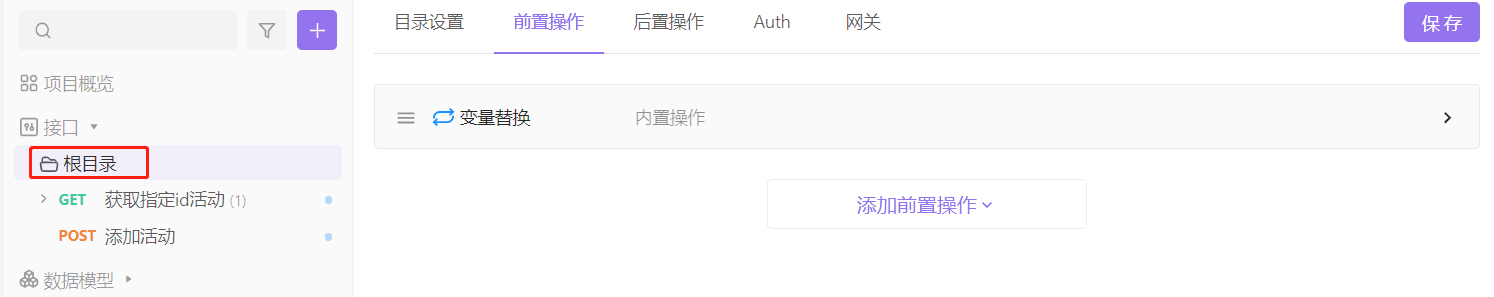 目录设置 前置操作 后置操作 Auth 网关 保存
项目概览
接口
变量替换 内置操作
根目录
GET 获取指定id活动 (1)
添加前置操作
POST 添加活动
数据模型